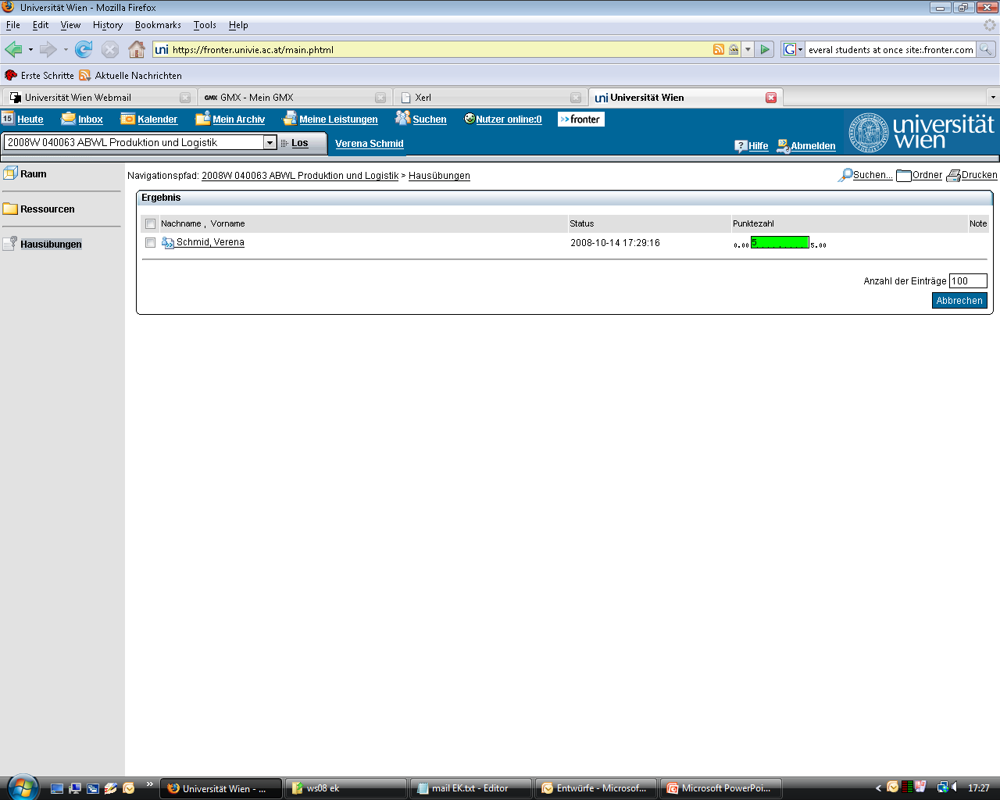 Universität Wien - Mozilla Firefox
File Edit View History Bookmarks Tools Help
uni https://fronter.univie.ac.at/main.phtml G everal students at once site:.fronter.com
Erste Schritte Aktuelle Nachrichten
Universität Wien Webmail GMX GMX - Mein GMX Xerl uni Universität Wien
15 Heute Inbox Kalender Mein Archiv Meine Leistungen Suchen Nutzer online:0 >> fronter
universität
wien
2008W 040063 ABWL Produktion und Logistik Los Verena Schmid ? Hilfe Abmelden
Raum
Ressourcen
Hausübungen
Navigationspfad: 2008W 040063 ABWL Produktion und Logistik > Hausübungen Suchen... Ordner Drucken
Ergebnis
Nachname , Vorname Status Punktezahl Note
Schmid, Verena 2008-10-14 17:29:16 0.00 5 5.00
Anzahl der Einträge 100
Abbrechen
» Universität Wien - ... ws08 ek mail EK.txt - Editor Entwürfe - Microsof... Microsoft PowerPoi... < 17:27